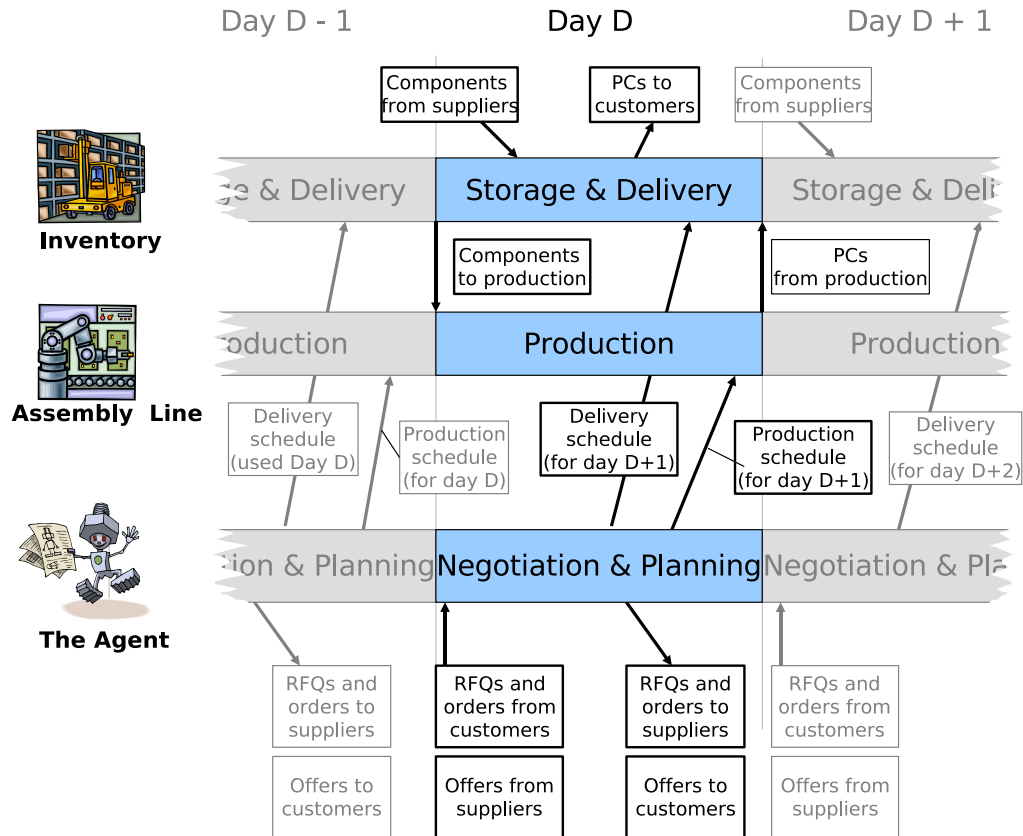 Day D - 1
Day D
Day D + 1
Components
from suppliers
PCs to
customers
Components
from suppliers
ge & Delivery
Storage & Delivery
Storage & Deli
Inventory
Components
to production
PCs
from production
oduction
Production
Production
Assembly Line
Delivery
schedule
(used Day D)
Production
schedule
(for day D)
Delivery
schedule
(for day D+1)
Production
schedule
(for day D+1)
Delivery
schedule
(for day D+2)
ion & Planning
Negotiation & Planning
Negotiation & Pla
The Agent
RFQs and
orders to
suppliers
RFQs and
orders from
customers
RFQs and
orders to
suppliers
RFQs and
orders from
customers
Offers to
customers
Offers from
suppliers
Offers to
customers
Offers from
suppliers